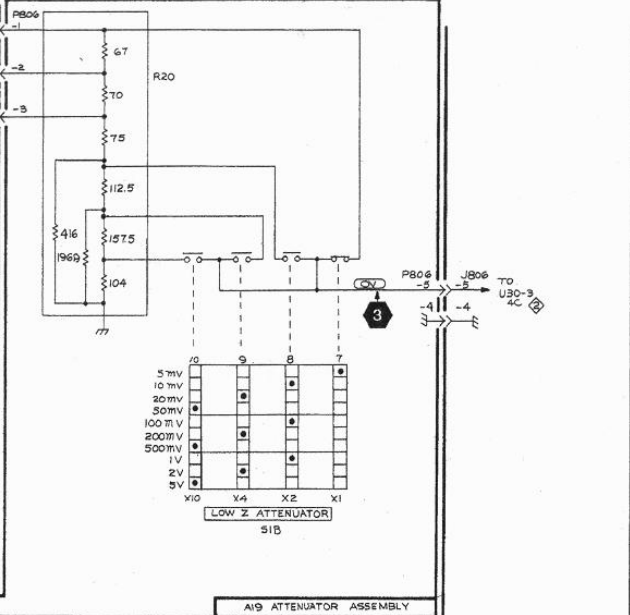 P806
-1
67
-2
R20
70
-3
75
112.5
416
157.5
196Ω
104
P806 J806
0V
-5 -5
TO
U30-3
4C 2
3
-4 -4
10 9 8 7
5mV
10mV
20mV
50mV
100mV
200mV
500mV
1V
2V
5V
X10 X4 X2 X1
LOW Z ATTENUATOR
S1B
A19 ATTENUATOR ASSEMBLY